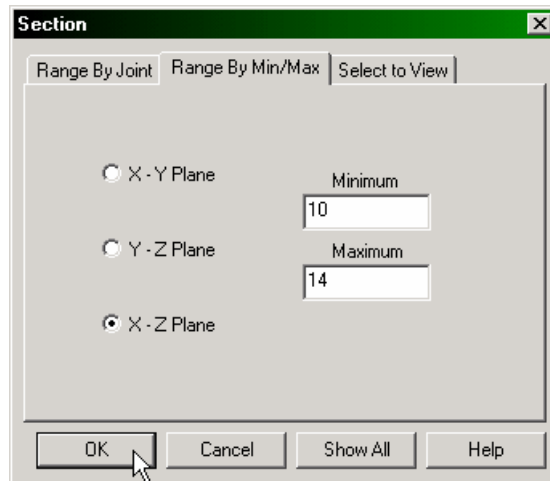 Section
Range By Joint Range By Min/Max Select to View
X - Y Plane
Minimum
10
Y - Z Plane
Maximum
14
X - Z Plane
OK Cancel Show All Help